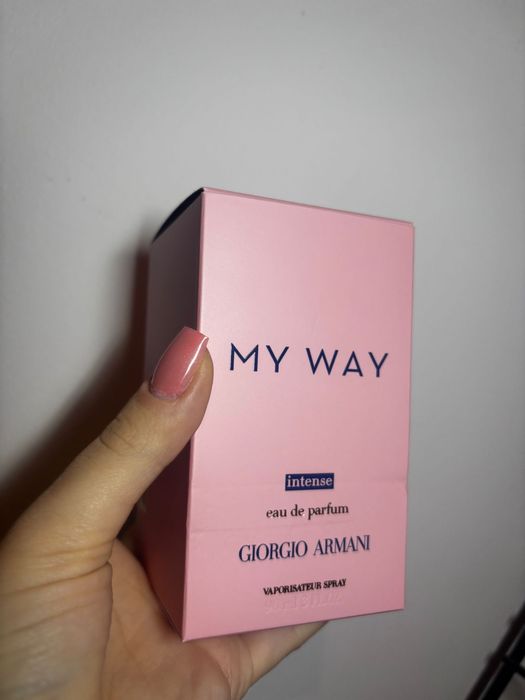 MY WAY
intense
eau de parfum
GIORGIO ARMANI
VAPORISATEUR SPRAY